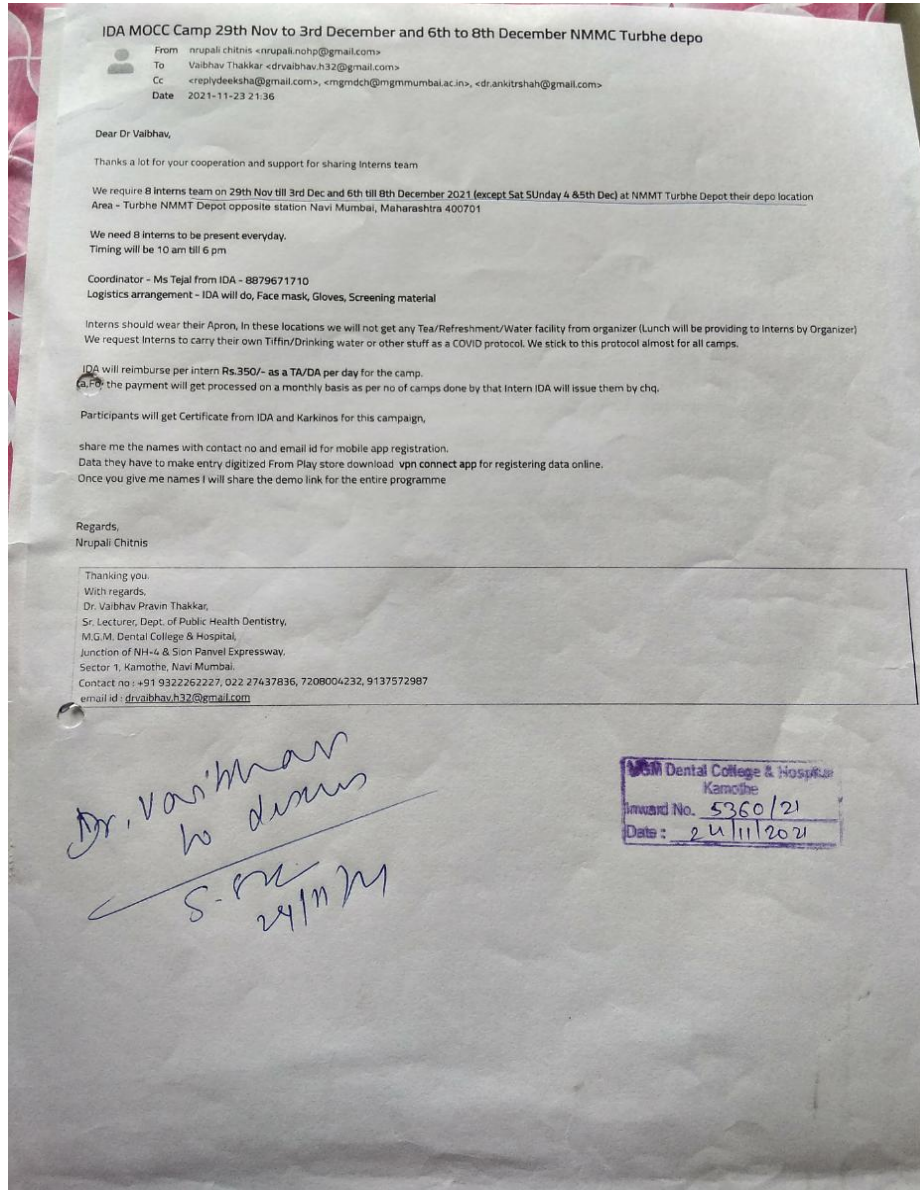 IDA MOCC Camp 29th Nov to 3rd December and 6th to 8th December NMMC Turbhe depo
From nrupali chitnis <nrupali.nohp@gmail.com>
To Vaibhav Thakkar <drvaibhav.h32@gmail.com>
Cc <replydeeksha@gmail.com>, <mgmdch@mgmmumbai.ac.in>, <dr.ankitrshah@gmail.com>
Date 2021-11-23 21:36
Dear Dr Vaibhav,
Thanks a lot for your cooperation and support for sharing Interns team
We require 8 interns team on 29th Nov till 3rd Dec and 6th till 8th December 2021 (except Sat SUnday 4 &5th Dec) at NMMT Turbhe Depot their depo location
Area - Turbhe NMMT Depot opposite station Navi Mumbai, Maharashtra 400701
We need 8 interns to be present everyday.
Timing will be 10 am till 6 pm
Coordinator - Ms Tejal from IDA - 8879671710
Logistics arrangement - IDA will do, Face mask, Gloves, Screening material
Interns should wear their Apron, In these locations we will not get any Tea/Refreshment/Water facility from organizer (Lunch will be providing to Interns by Organizer)
We request Interns to carry their own Tiffin/Drinking water or other stuff as a COVID protocol. We stick to this protocol almost for all camps.
IDA will reimburse per intern Rs.350/- as a TA/DA per day for the camp.
the payment will get processed on a monthly basis as per no of camps done by that Intern IDA will issue them by chq.
Participants will get Certificate from IDA and Karkinos for this campaign,
share me the names with contact no and email id for mobile app registration.
Data they have to make entry digitized From Play store download vpn connect app for registering data online.
Once you give me names I will share the demo link for the entire programme
Regards,
Nrupali Chitnis
Thanking you.
With regards,
Dr. Vaibhav Pravin Thakkar,
Sr. Lecturer, Dept. of Public Health Dentistry,
M.G.M. Dental College & Hospital,
Junction of NH-4 & Sion Panvel Expressway,
Sector 1, Kamothe, Navi Mumbai.
Contact no : +91 9322262227, 022 27437836, 7208004232, 9137572987
email id : drvaibhav.h32@gmail.com
Dr. Vaibhav
to discuss
24/11/21
MGM Dental College & Hospital
Kamothe
Inward No. 5360/21
Date : 24/11/2021